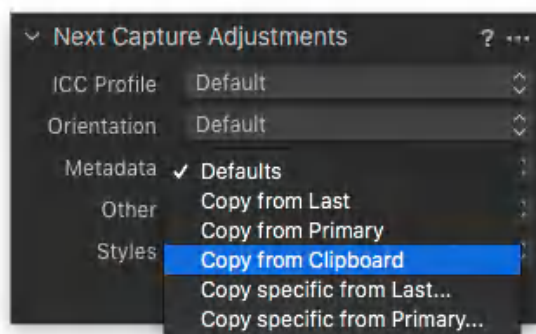 Next Capture Adjustments ? ...
ICC Profile Default
Orientation Default
Metadata ✓ Defaults
Other Copy from Last
Copy from Primary
Styles Copy from Clipboard
Copy specific from Last...
Copy specific from Primary...